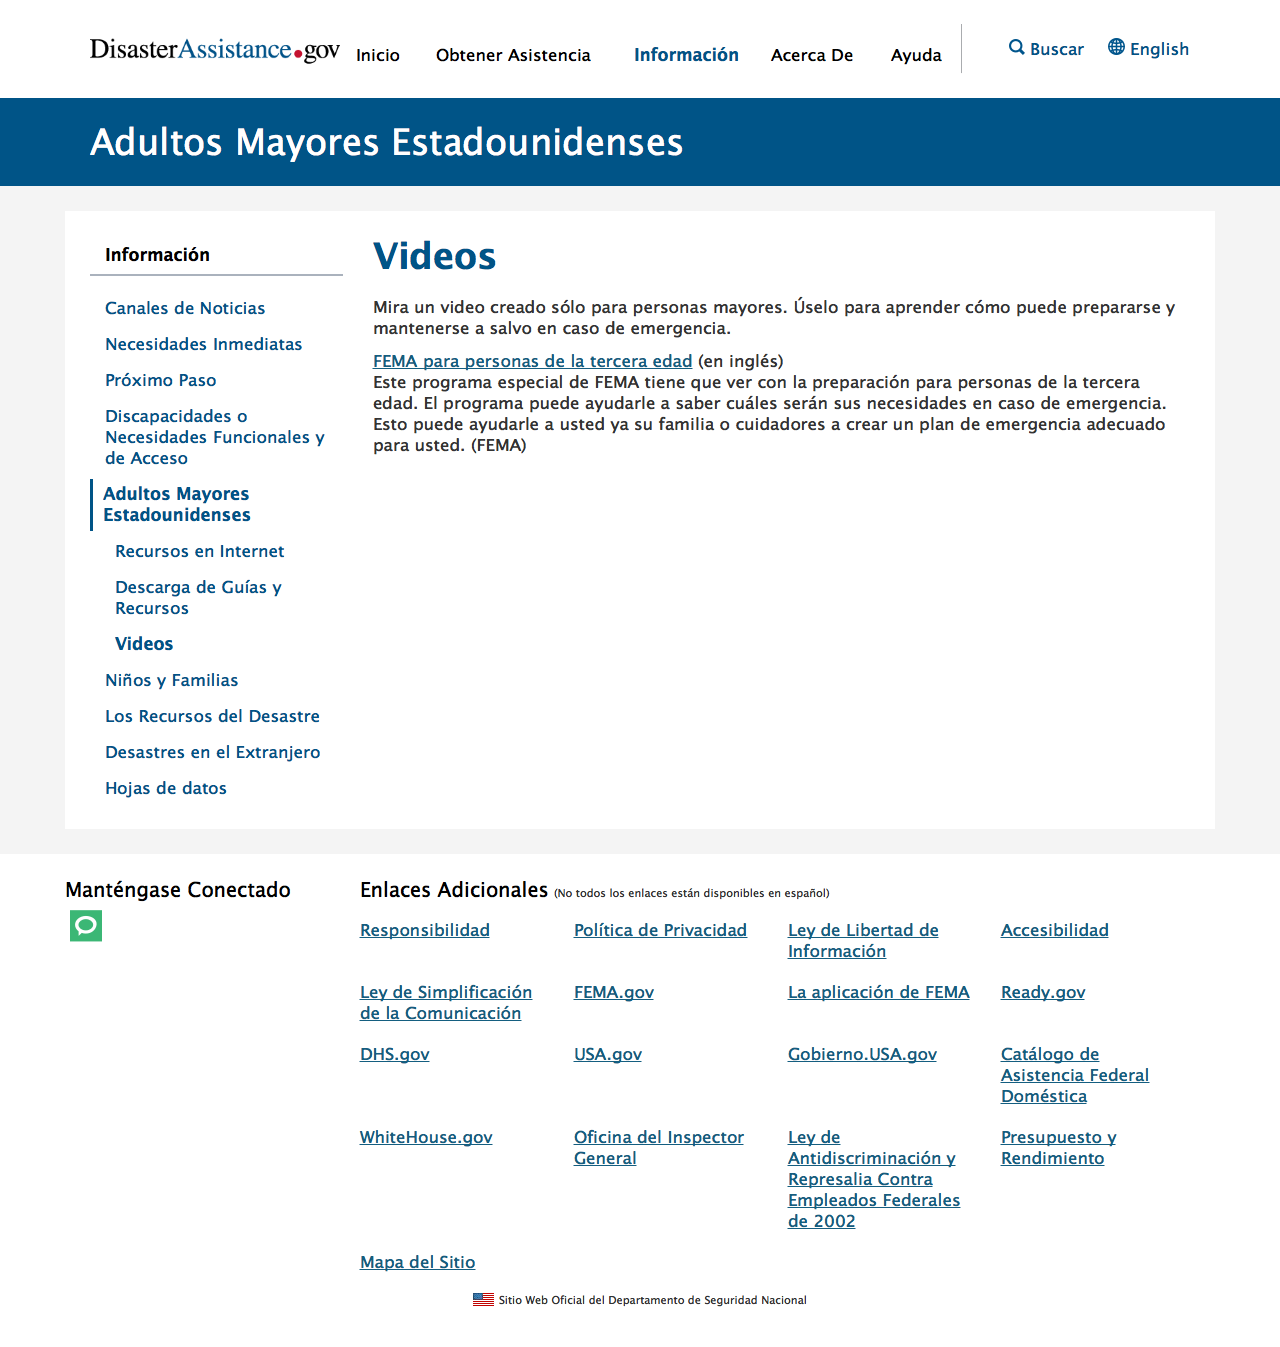 DisasterAssistance.gov
Inicio
Obtener Asistencia
Información
Acerca De
Ayuda
Buscar
English
Adultos Mayores Estadounidenses
Información
Canales de Noticias
Necesidades Inmediatas
Próximo Paso
Discapacidades o
Necesidades Funcionales y
de Acceso
Adultos Mayores
Estadounidenses
Recursos en Internet
Descarga de Guías y
Recursos
Videos
Niños y Familias
Los Recursos del Desastre
Desastres en el Extranjero
Hojas de datos
Videos
Mira un video creado sólo para personas mayores. Úselo para aprender cómo puede prepararse y
mantenerse a salvo en caso de emergencia.
FEMA para personas de la tercera edad (en inglés)
Este programa especial de FEMA tiene que ver con la preparación para personas de la tercera
edad. El programa puede ayudarle a saber cuáles serán sus necesidades en caso de emergencia.
Esto puede ayudarle a usted ya su familia o cuidadores a crear un plan de emergencia adecuado
para usted. (FEMA)
Manténgase Conectado
Enlaces Adicionales (No todos los enlaces están disponibles en español)
Responsibilidad
Política de Privacidad
Ley de Libertad de
Información
Accesibilidad
Ley de Simplificación
de la Comunicación
FEMA.gov
La aplicación de FEMA
Ready.gov
DHS.gov
USA.gov
Gobierno.USA.gov
Catálogo de
Asistencia Federal
Doméstica
WhiteHouse.gov
Oficina del Inspector
General
Ley de
Antidiscriminación y
Represalia Contra
Empleados Federales
de 2002
Presupuesto y
Rendimiento
Mapa del Sitio
Sitio Web Oficial del Departamento de Seguridad Nacional